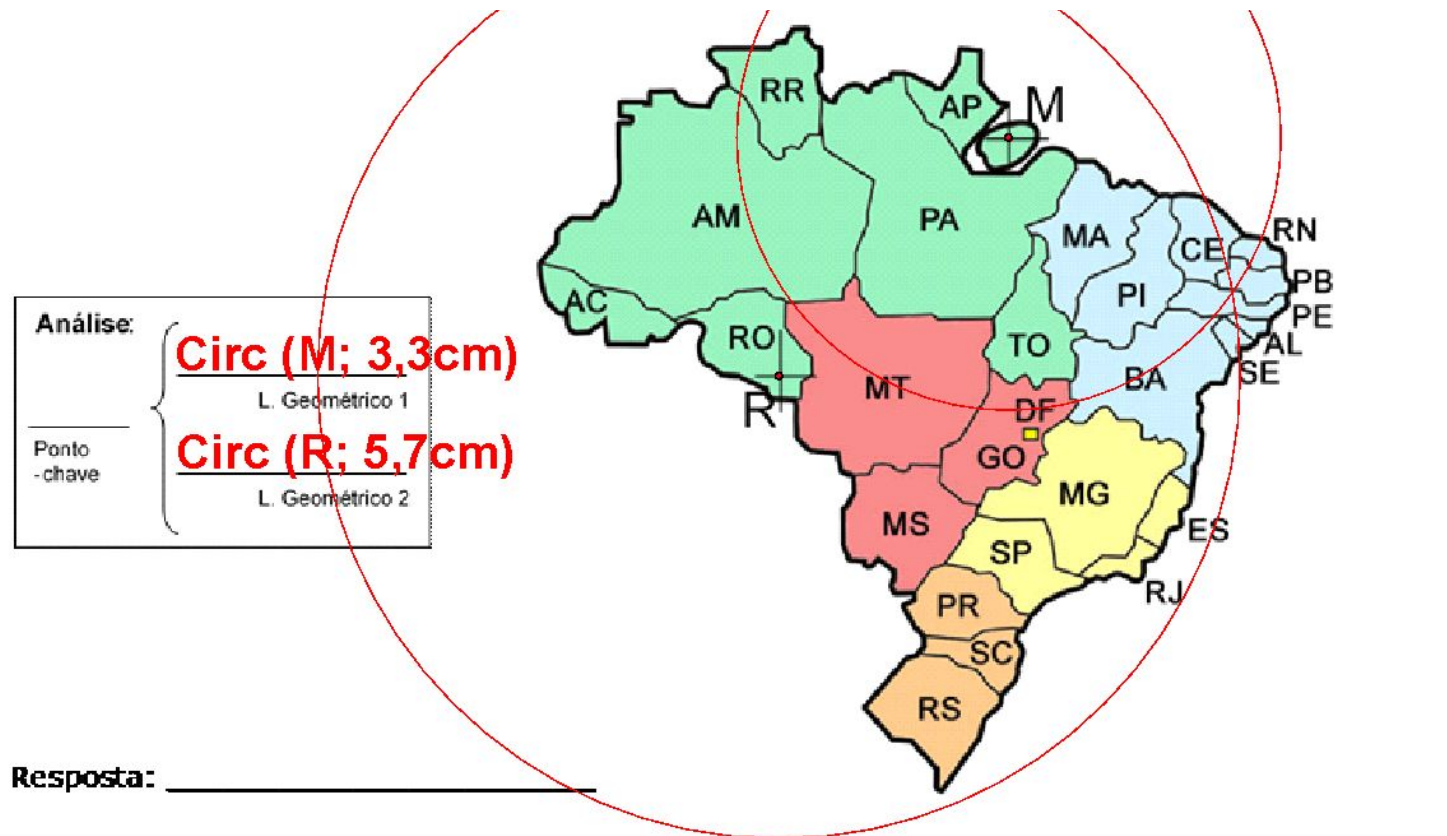 Análise:
Circ (M; 3,3cm)
L. Geométrico 1
Ponto
-chave
Circ (R; 5,7cm)
L. Geométrico 2
RR
AP
M
AM
PA
MA
CE
RN
PB
PI
PE
AC
RO
TO
AL
SE
BA
MT
R
DF
GO
MG
MS
ES
SP
RJ
PR
SC
RS
Resposta: